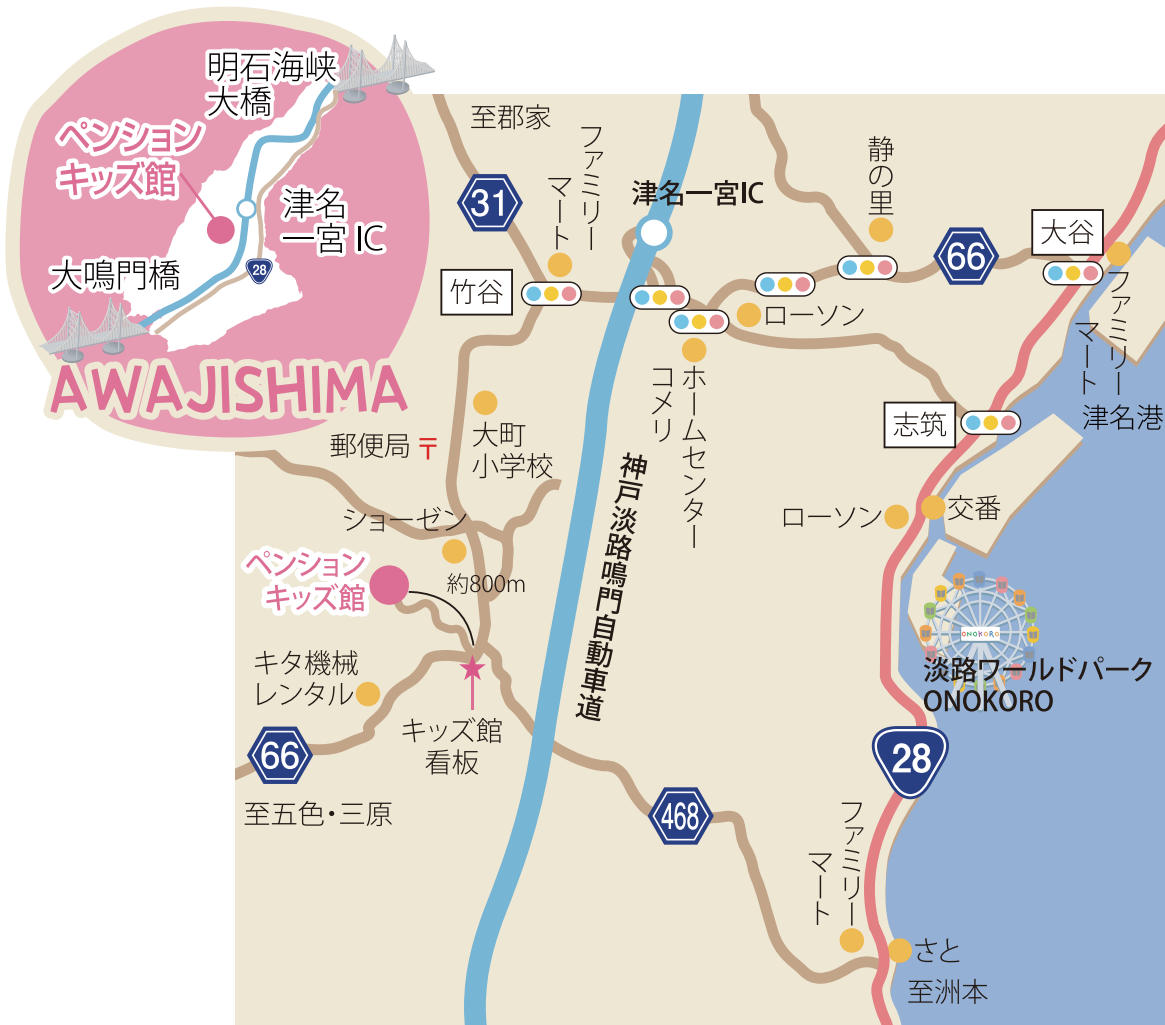 明石海峡
大橋
ペンション
キッズ館
津名
一宮 IC
大鳴門橋
28
AWAJISHIMA
至郡家
ファミリー
マート
31
津名一宮IC
静の里
66
大谷
竹谷
ローソン
ファミリー
マート
津名港
ホームセンター
コメリ
志筑
郵便局 〒
大町
小学校
神戸淡路鳴門自動車道
ショーゼン
ローソン
交番
ペンション
キッズ館
約800m
ONOKORO
淡路ワールドパーク
ONOKORO
キタ機械
レンタル
キッズ館
看板
66
28
至五色・三原
468
ファミリー
マート
さと
至洲本